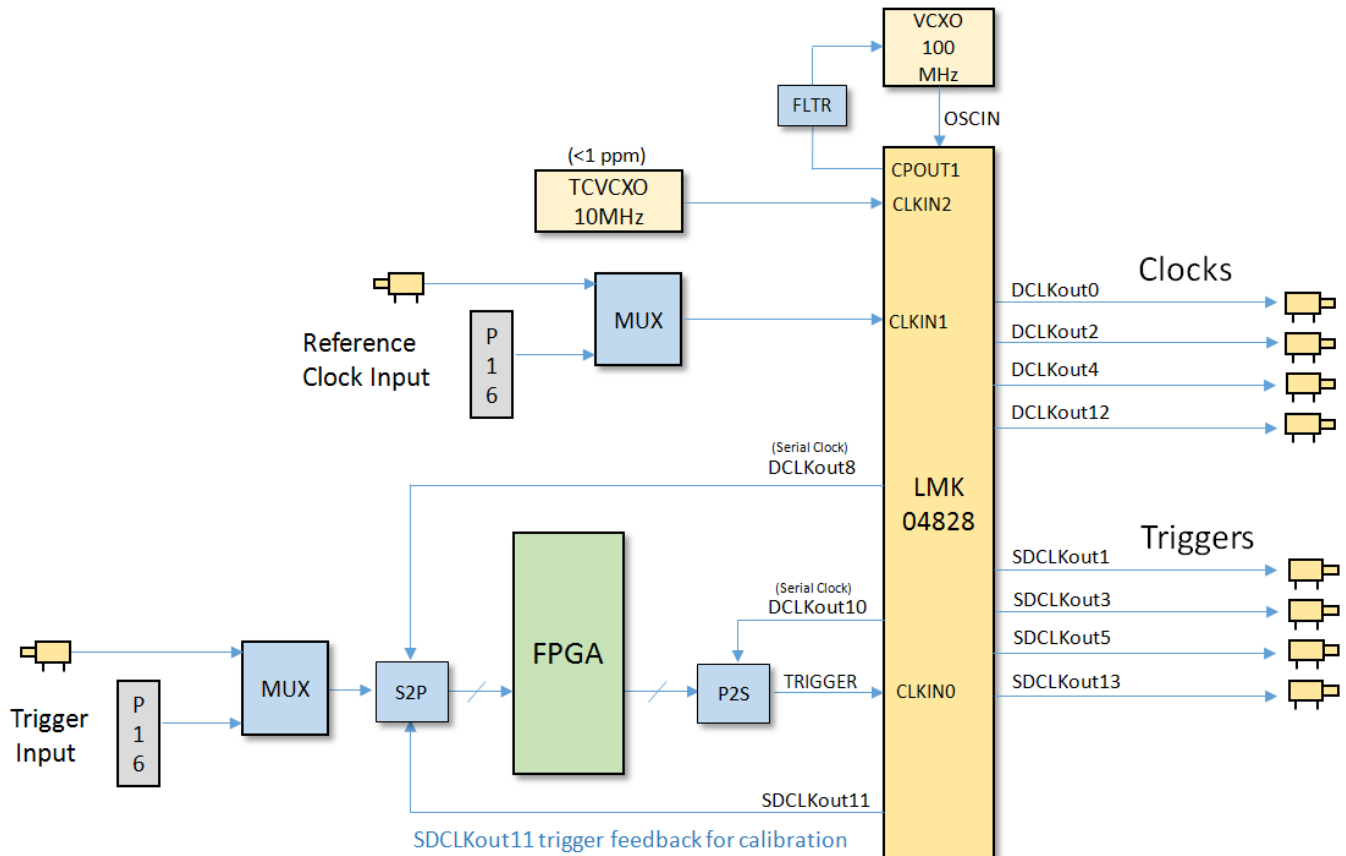 VCXO
100
MHz
FLTR
OSCIN
(<1 ppm)
TCVCXO
10MHz
CPOUT1
CLKIN2
Clocks
DCLKout0
MUX
CLKIN1
Reference
Clock Input
P
1
6
DCLKout2
DCLKout4
DCLKout12
(Serial Clock)
DCLKout8
LMK
04828
Triggers
SDCLKout1
(Serial Clock)
DCLKout10
SDCLKout3
FPGA
SDCLKout5
MUX
S2P
P2S
TRIGGER
CLKIN0
SDCLKout13
Trigger
Input
P
1
6
SDCLKout11
SDCLKout11 trigger feedback for calibration